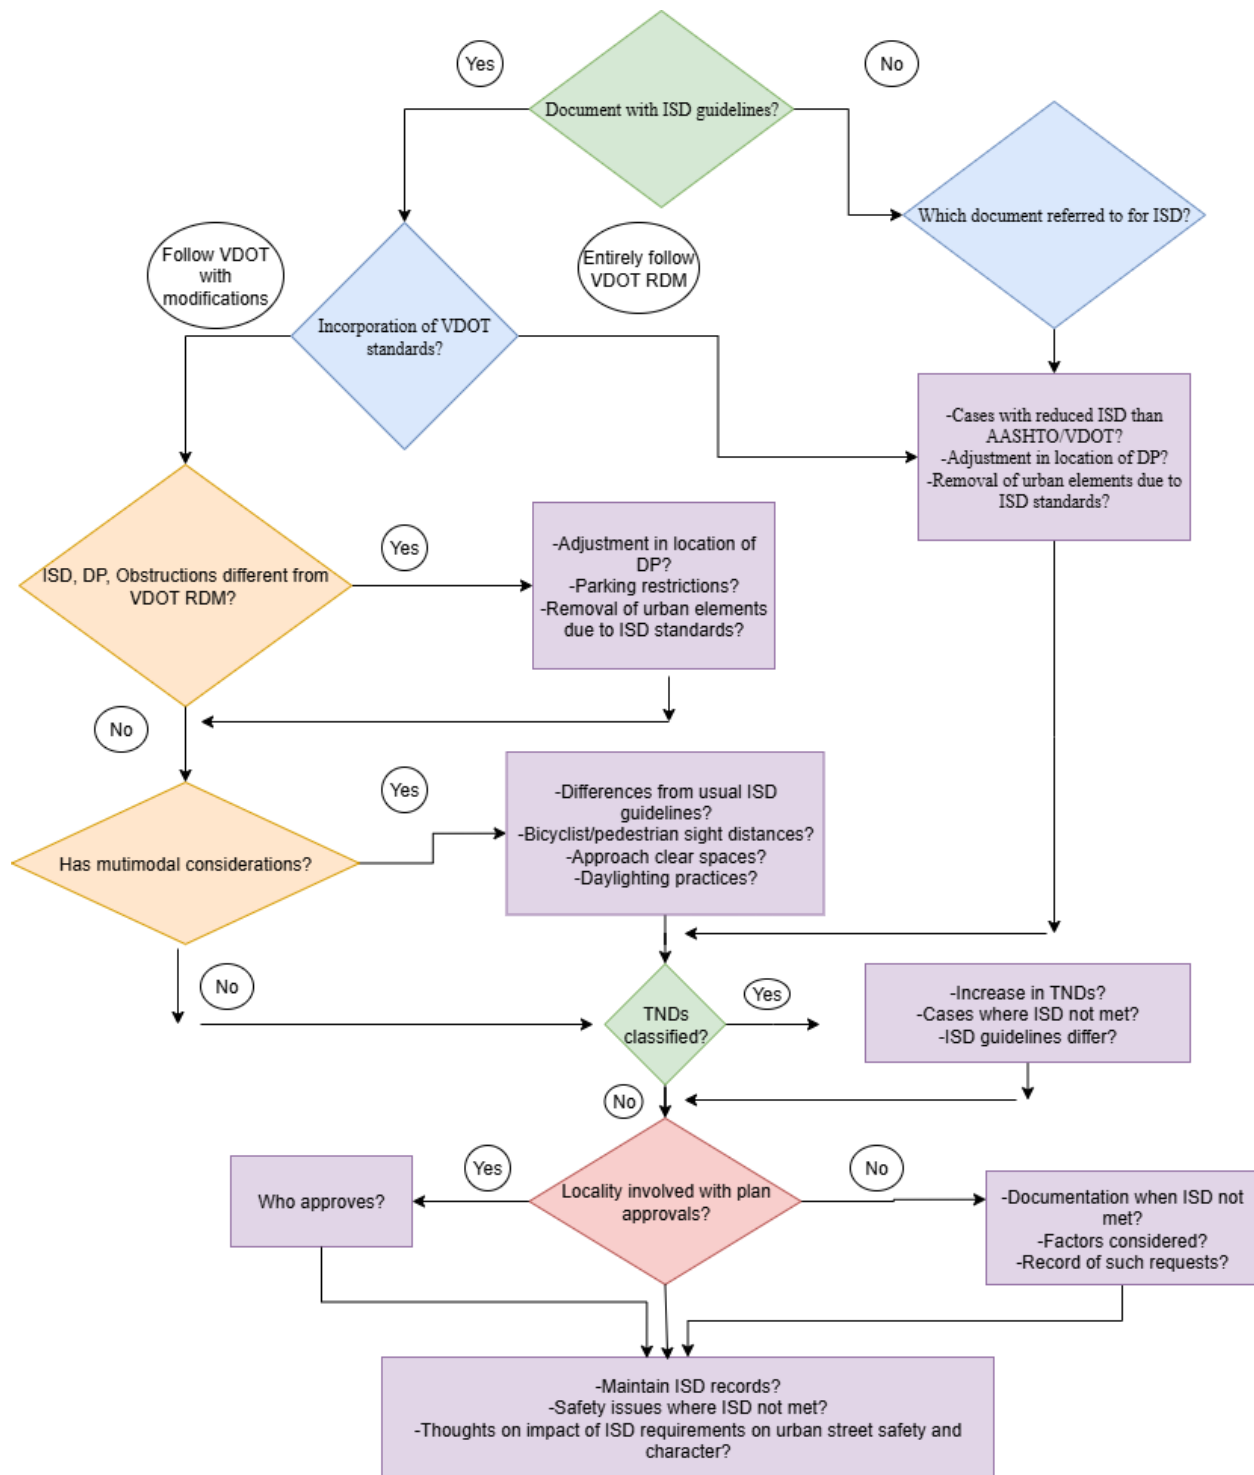 Yes
No
Document with ISD guidelines?
Which document referred to for ISD?
Follow VDOT
with
modifications
Entirely follow
VDOT RDM
Incorporation of VDOT
standards?
-Cases with reduced ISD than
AASHTO/VDOT?
-Adjustment in location of DP?
-Removal of urban elements due to
ISD standards?
ISD, DP, Obstructions different from
VDOT RDM?
Yes
-Adjustment in location of
DP?
-Parking restrictions?
-Removal of urban elements
due to ISD standards?
No
Has mutimodal considerations?
Yes
-Differences from usual ISD
guidelines?
-Bicyclist/pedestrian sight distances?
-Approach clear spaces?
-Daylighting practices?
No
TNDs
classified?
Yes
-Increase in TNDs?
-Cases where ISD not met?
-ISD guidelines differ?
No
Locality involved with plan
approvals?
Yes
No
Who approves?
-Documentation when ISD not
met?
-Factors considered?
-Record of such requests?
-Maintain ISD records?
-Safety issues where ISD not met?
-Thoughts on impact of ISD requirements on urban street safety and
character?